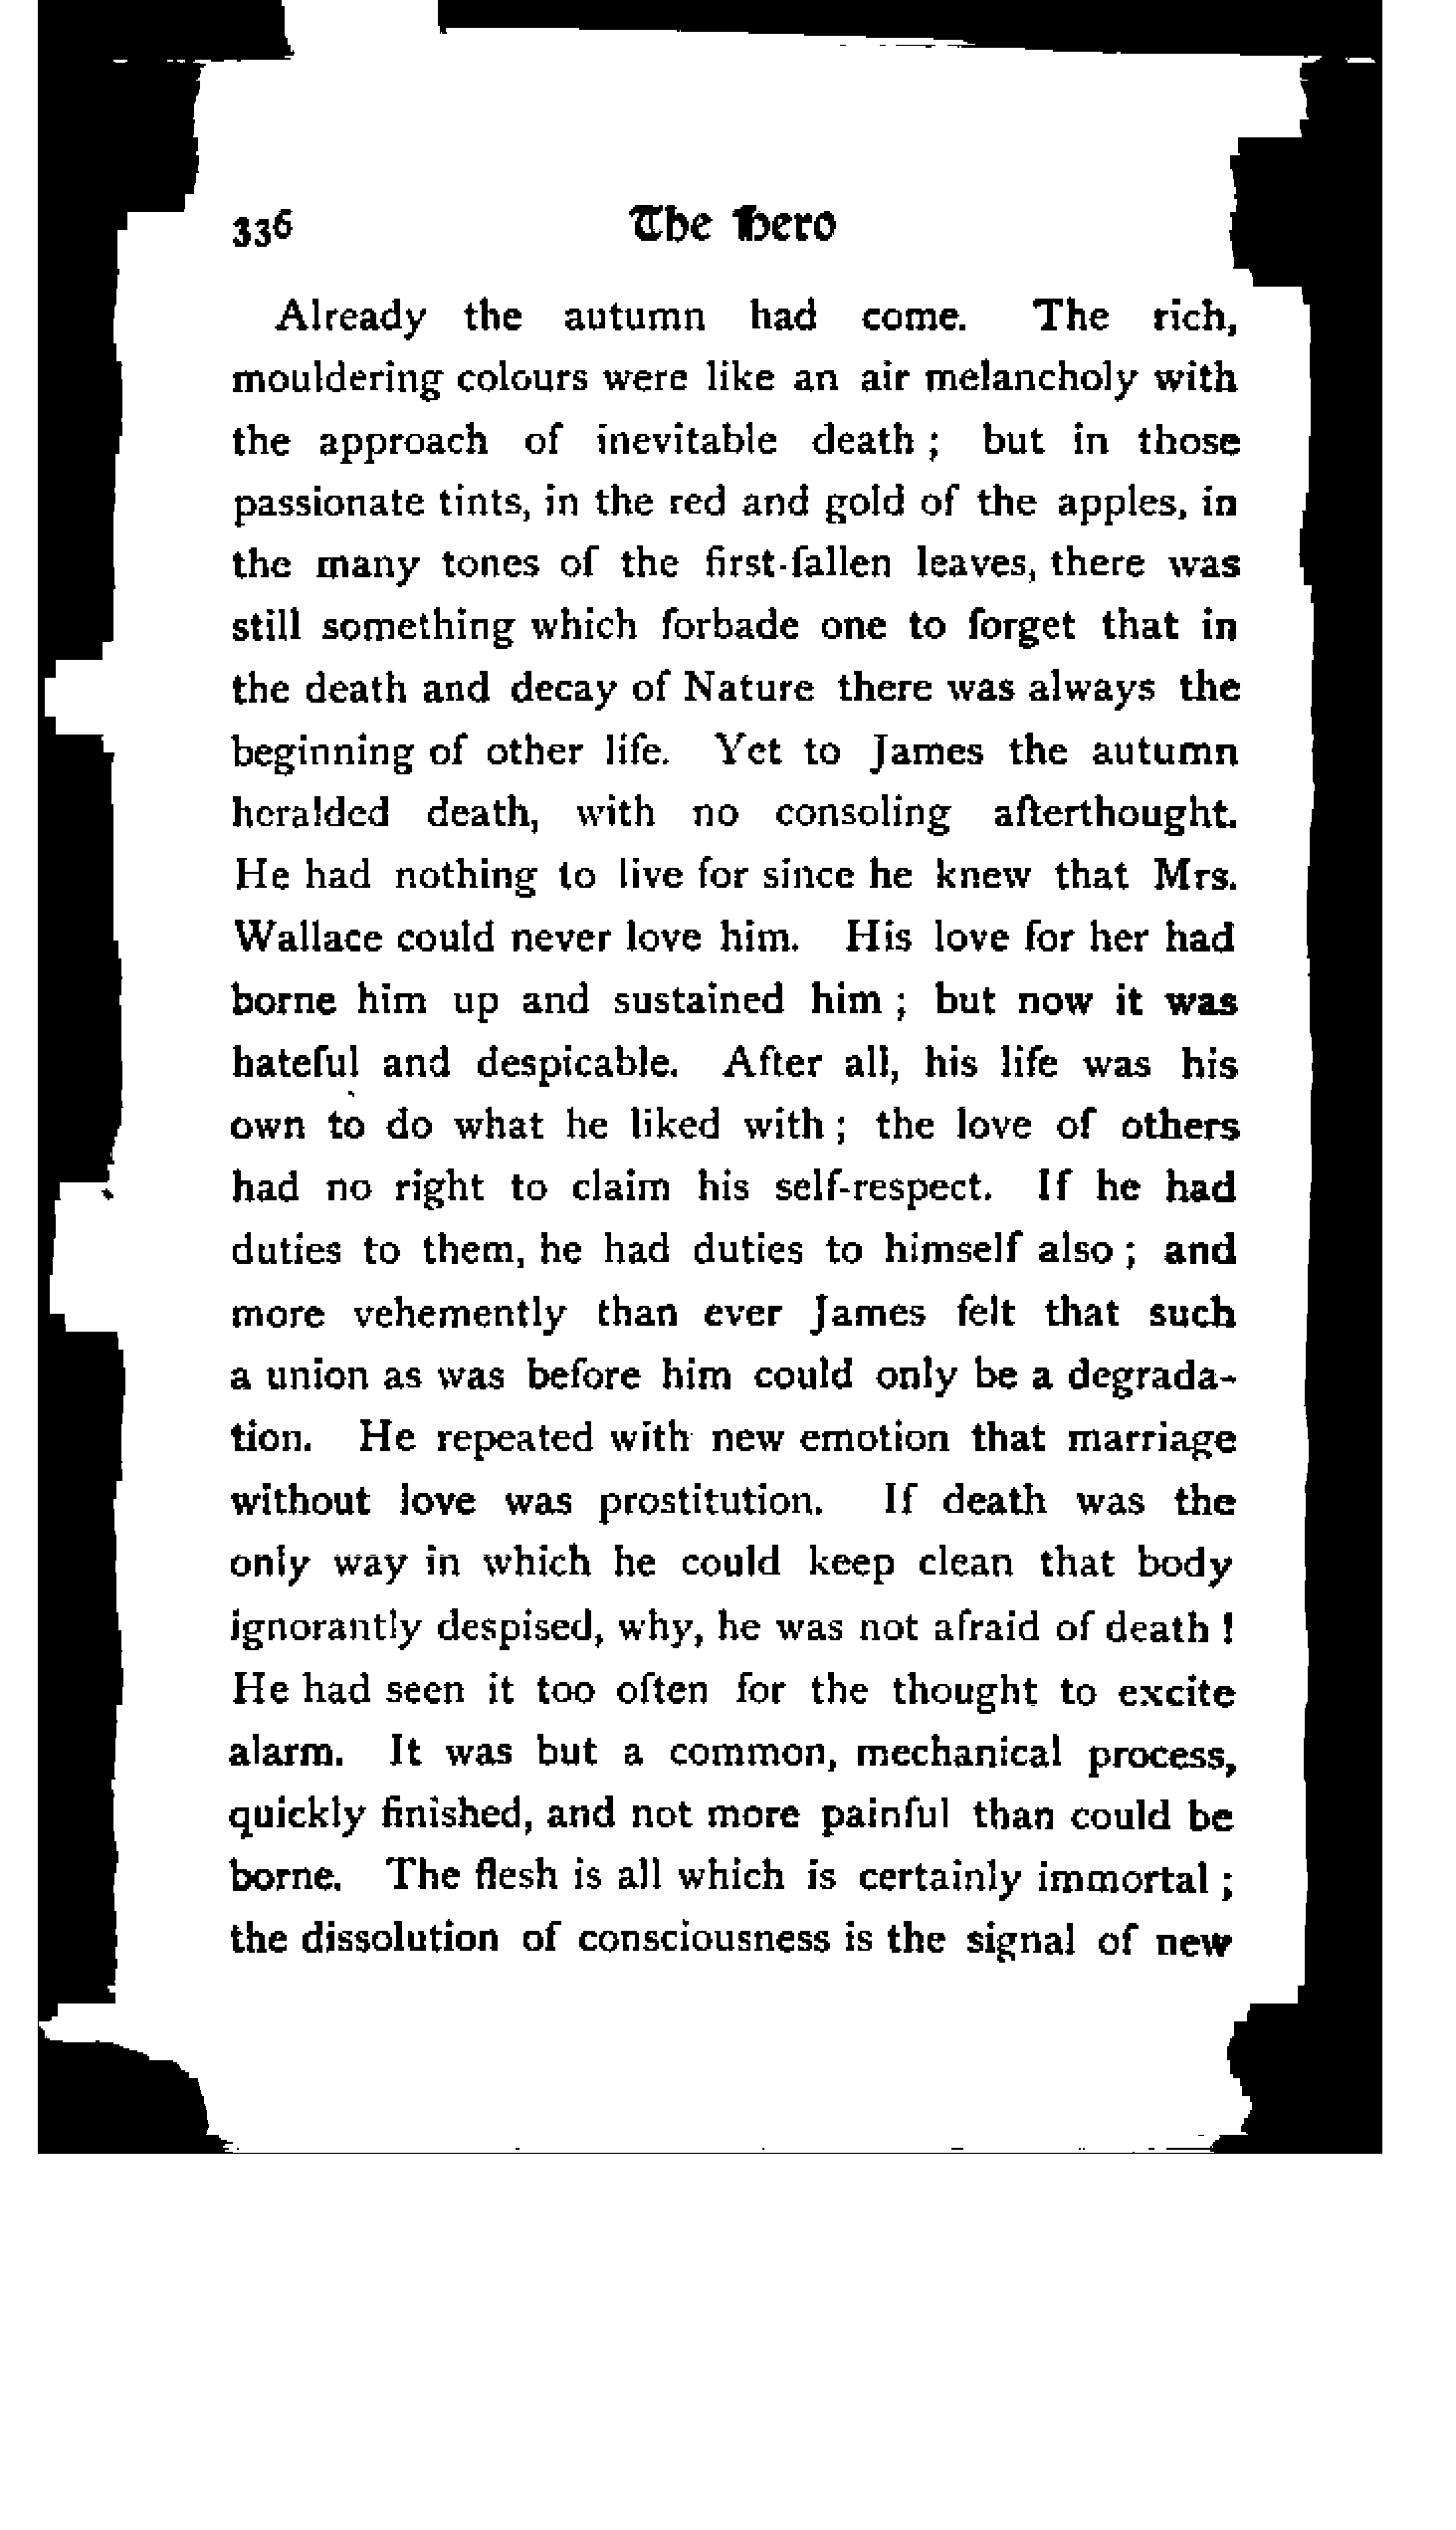 336 The Hero
Already the autumn had come. The rich,
mouldering colours were like an air melancholy with
the approach of inevitable death ; but in those
passionate tints, in the red and gold of the apples, in
the many tones of the first-fallen leaves, there was
still something which forbade one to forget that in
the death and decay of Nature there was always the
beginning of other life. Yet to James the autumn
heralded death, with no consoling afterthought.
He had nothing to live for since he knew that Mrs.
Wallace could never love him. His love for her had
borne him up and sustained him ; but now it was
hateful and despicable. After all, his life was his
own to do what he liked with ; the love of others
had no right to claim his self-respect. If he had
duties to them, he had duties to himself also ; and
more vehemently than ever James felt that such
a union as was before him could only be a degrada-
tion. He repeated with new emotion that marriage
without love was prostitution. If death was the
only way in which he could keep clean that body
ignorantly despised, why, he was not afraid of death !
He had seen it too often for the thought to excite
alarm. It was but a common, mechanical process,
quickly finished, and not more painful than could be
borne. The flesh is all which is certainly immortal ;
the dissolution of consciousness is the signal of new